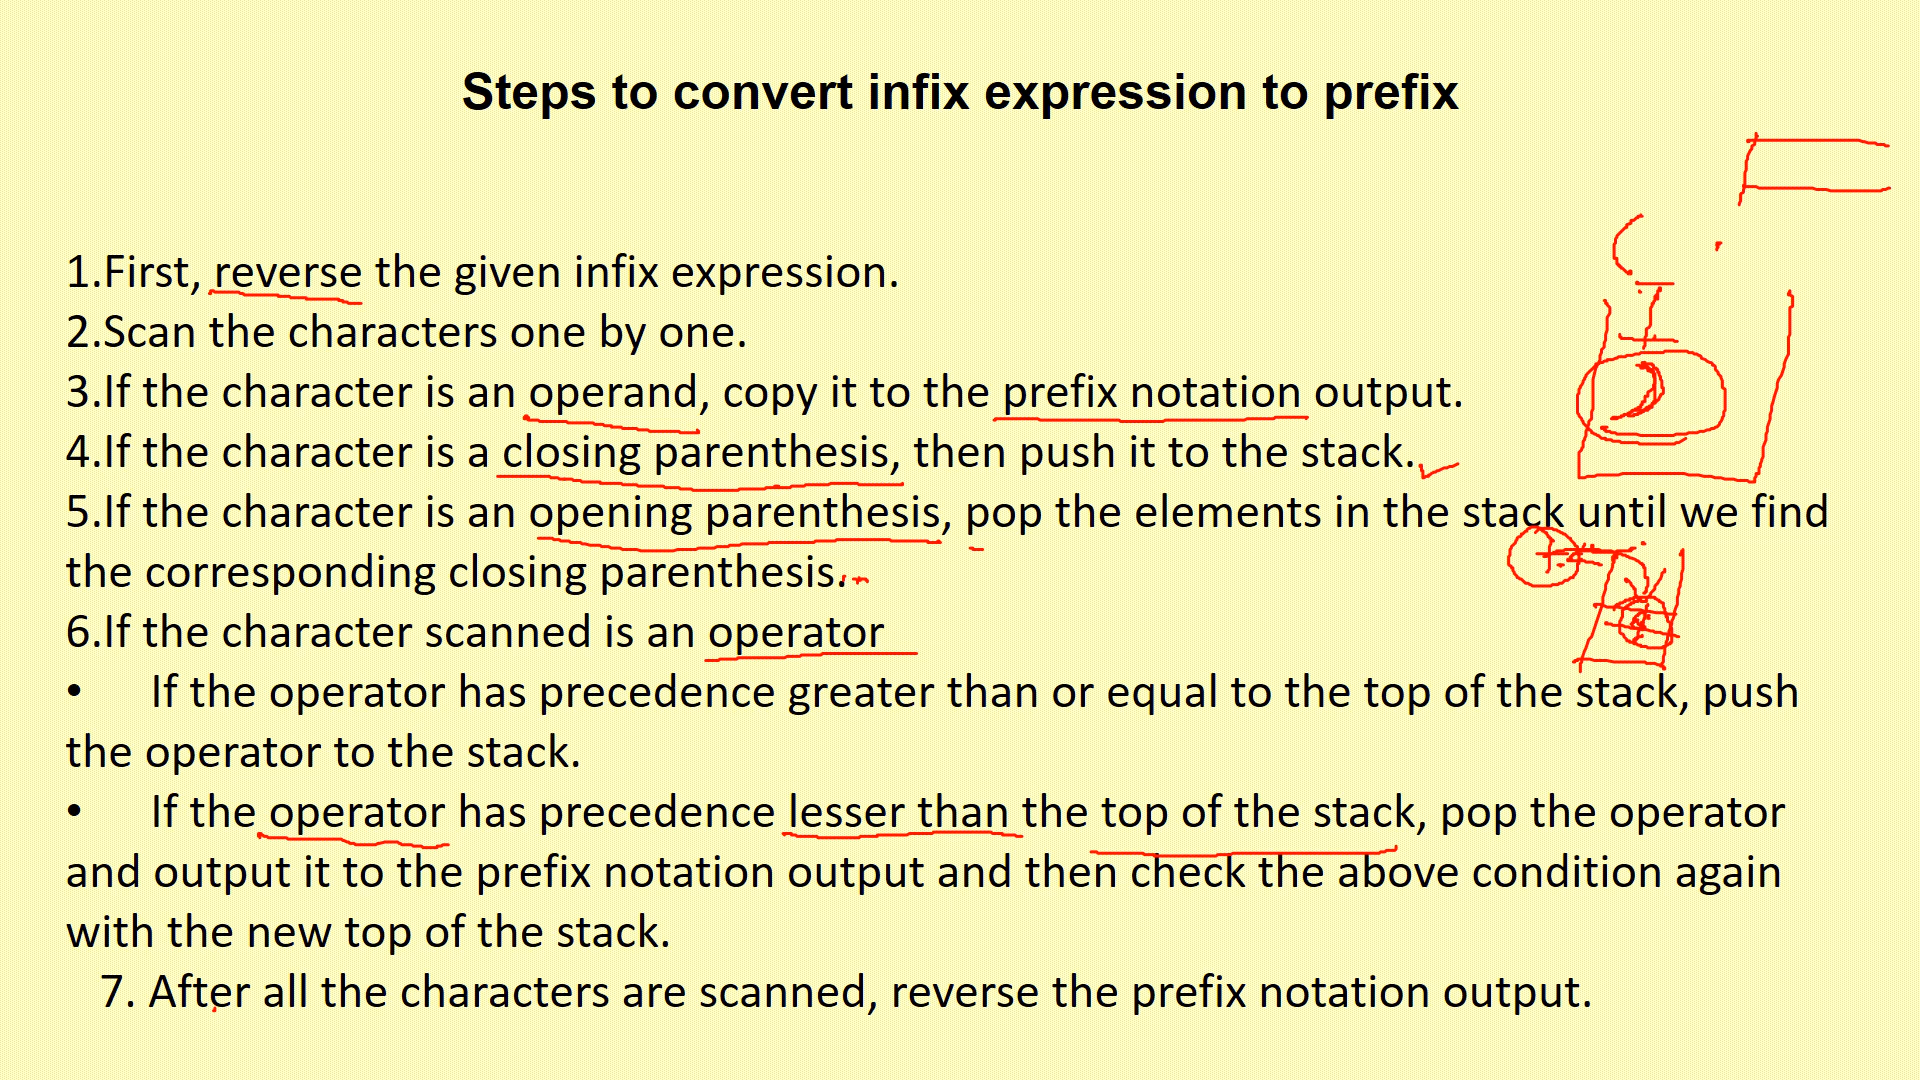 Steps to convert infix expression to prefix
1.First, reverse the given infix expression.
2.Scan the characters one by one.
3.If the character is an operand, copy it to the prefix notation output.
4.If the character is a closing parenthesis, then push it to the stack.
5.If the character is an opening parenthesis, pop the elements in the stack until we find
the corresponding closing parenthesis.
6.If the character scanned is an operator
• If the operator has precedence greater than or equal to the top of the stack, push
the operator to the stack.
• If the operator has precedence lesser than the top of the stack, pop the operator
and output it to the prefix notation output and then check the above condition again
with the new top of the stack.
7. After all the characters are scanned, reverse the prefix notation output.